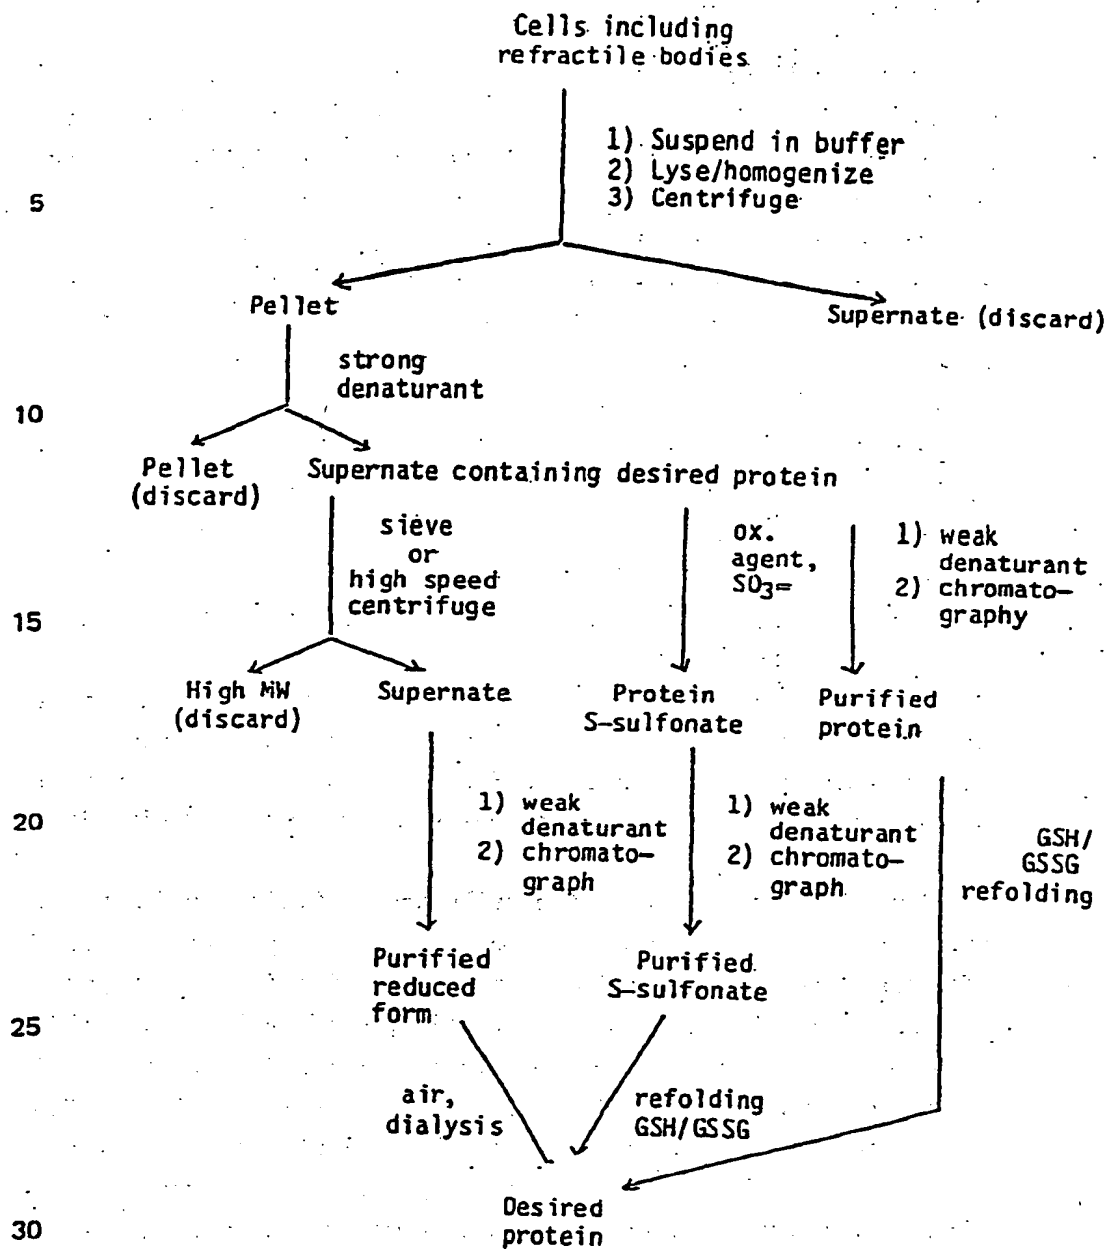 Cells including
refractile bodies
1) Suspend in buffer
2) Lyse/homogenize
3) Centrifuge
5
Pellet
Supernate (discard)
strong
denaturant
10
Pellet
(discard)
Supernate containing desired protein
sieve
or
high speed
centrifuge
ox.
agent,
SO3=
1) weak
denaturant
2) chromato-
graphy
15
High MW
(discard)
Supernate
Protein
S-sulfonate
Purified
protein
1) weak
denaturant
2) chromato-
graph
1) weak
denaturant
2) chromato-
graph
20
GSH/
GSSG
refolding
Purified
reduced
form
Purified
S-sulfonate
25
air,
dialysis
refolding
GSH/GSSG
Desired
protein
30